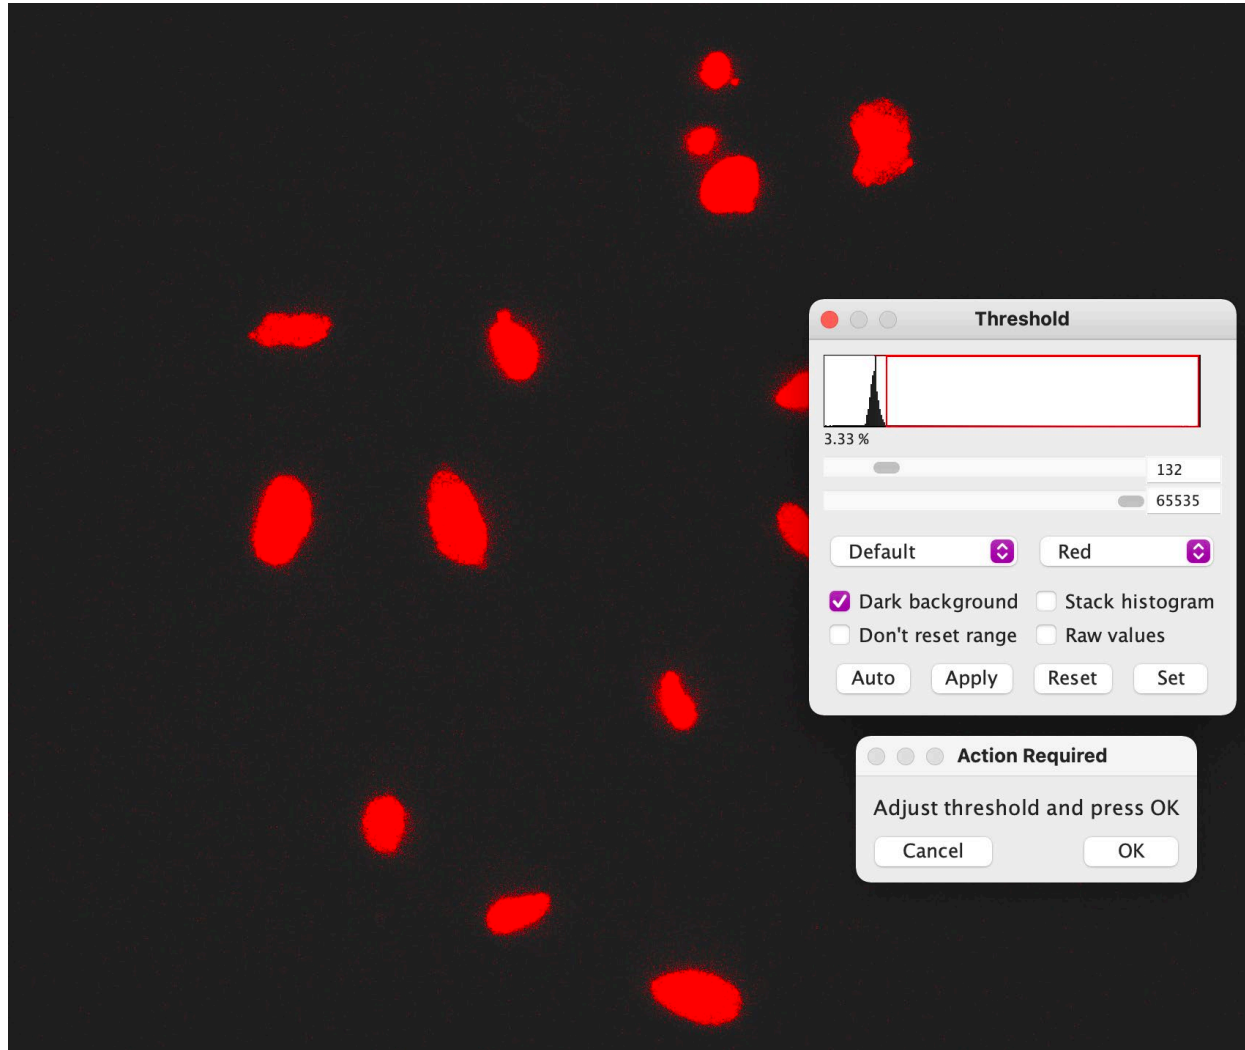 Threshold
3.33 %
132
65535
Default
Red
Dark background
Stack histogram
Don't reset range
Raw values
Auto
Apply
Reset
Set
Action Required
Adjust threshold and press OK
Cancel
OK